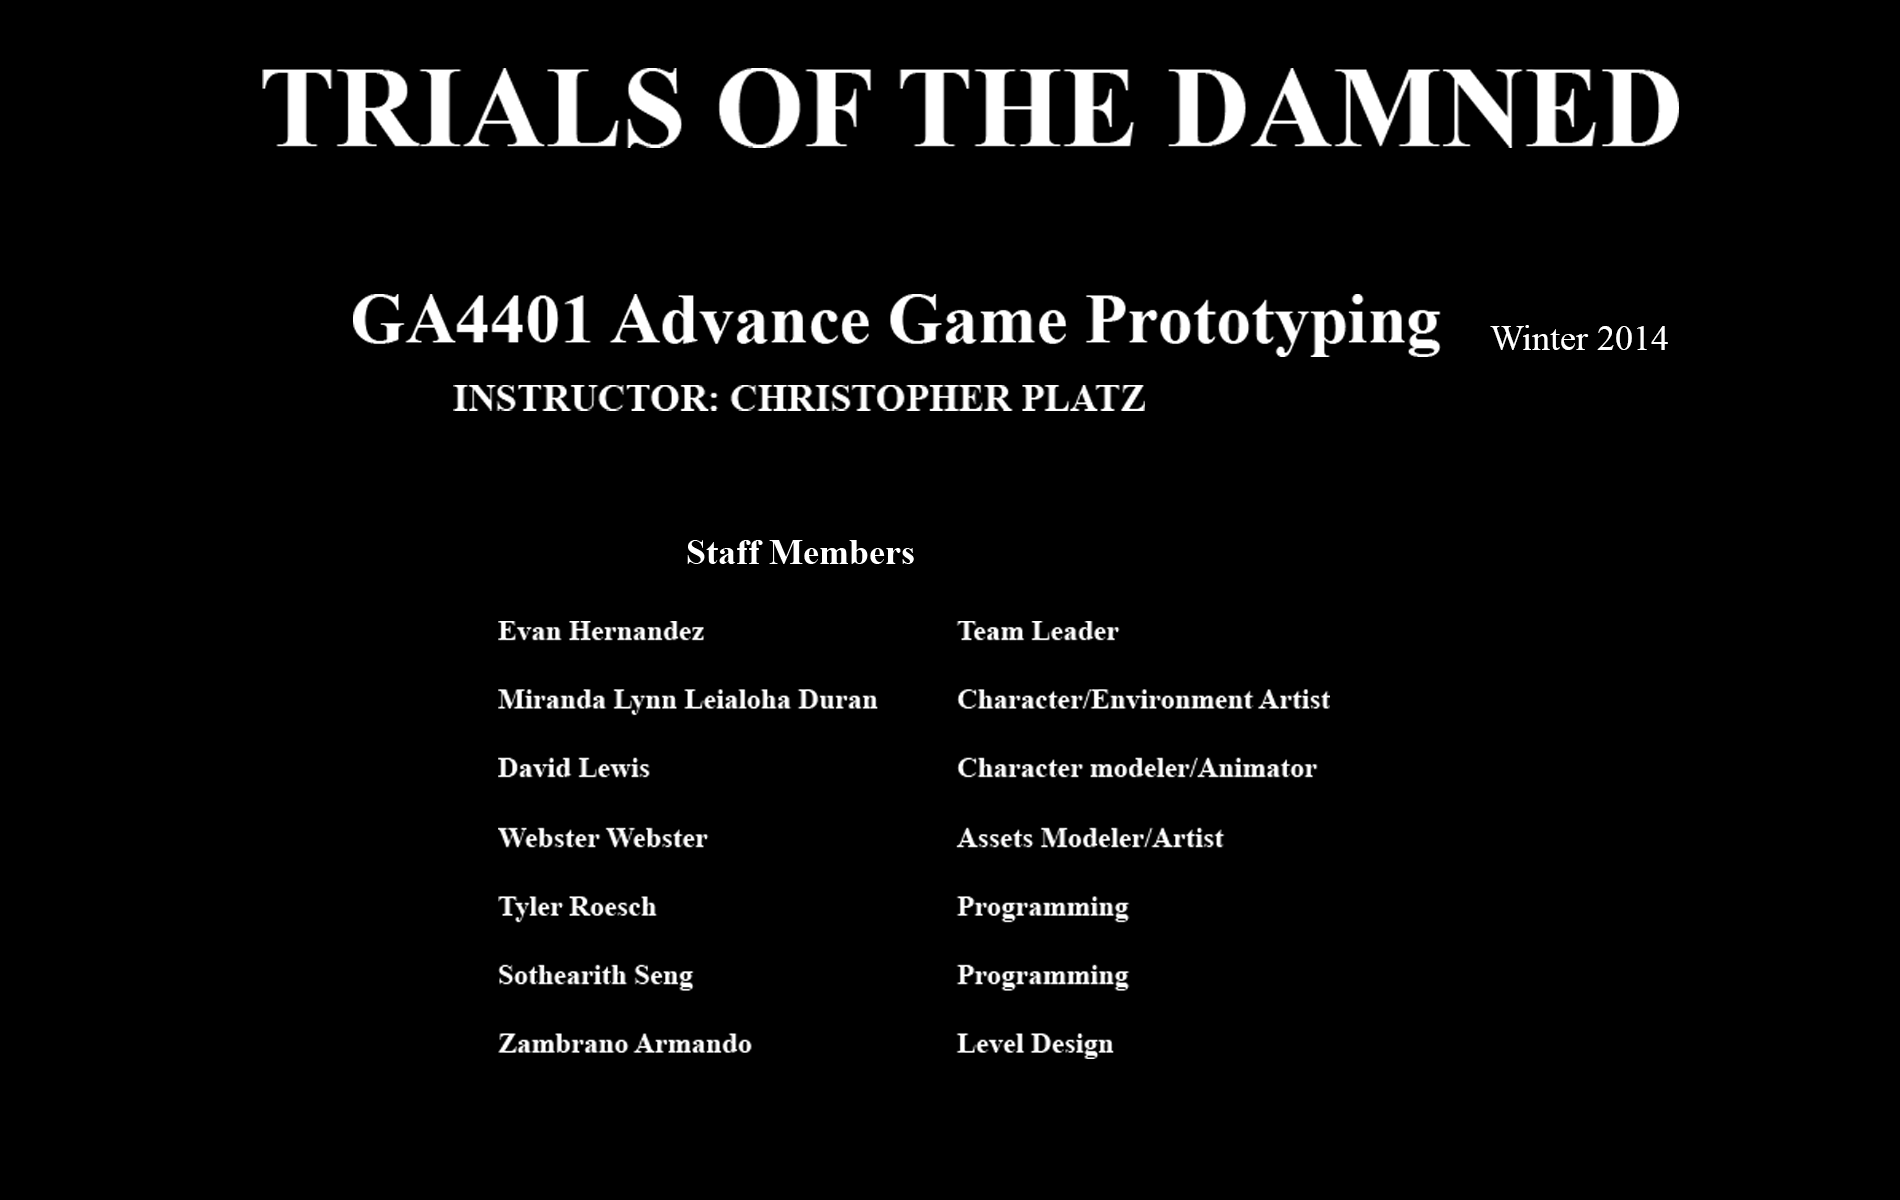 TRIALS OF THE DAMNED
GA4401 Advance Game Prototyping Winter 2014
INSTRUCTOR: CHRISTOPHER PLATZ
Staff Members
Evan Hernandez Team Leader
Miranda Lynn Leialoha Duran Character/Environment Artist
David Lewis Character modeler/Animator
Webster Webster Assets Modeler/Artist
Tyler Roesch Programming
Sothearith Seng Programming
Zambrano Armando Level Design